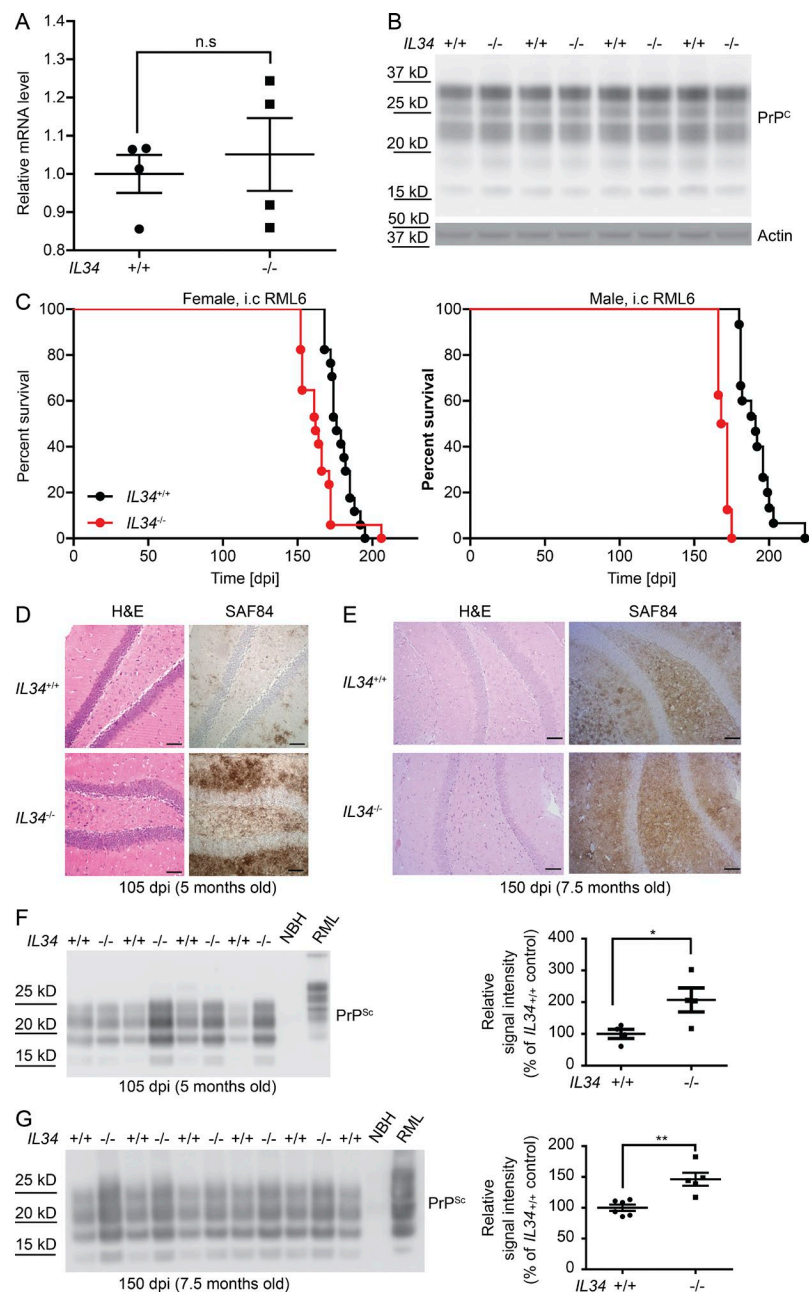 A
n.s
Relative mRNA level
1.4
1.3
1.2
1.1
1.0
0.9
0.8
IL34 +/+ -/-
B
IL34 +/+ -/- +/+ -/- +/+ -/- +/+ -/-
37 kD
25 kD
20 kD
15 kD
PrPC
50 kD
37 kD
Actin
C
Female, i.c RML6
Percent survival
100
80
60
40
20
0
IL34+/+
IL34-/-
0 50 100 150 200
Time [dpi]
Male, i.c RML6
Percent survival
100
80
60
40
20
0
0 50 100 150 200
Time [dpi]
D
H&E SAF84
IL34+/+
IL34-/-
105 dpi (5 months old)
E
H&E SAF84
IL34+/+
IL34-/-
150 dpi (7.5 months old)
F
IL34 +/+ -/- +/+ -/- +/+ -/- +/+ -/- NBH RML
25 kD
20 kD
15 kD
PrPSc
105 dpi (5 months old)
Relative
signal intensity
(% of IL34+/+ control)
400
300
200
100
0
*
IL34 +/+ -/-
G
IL34 +/+ -/- +/+ -/- +/+ -/- +/+ -/- +/+ -/- +/+ NBH RML
25 kD
20 kD
15 kD
PrPSc
150 dpi (7.5 months old)
Relative
signal intensity
(% of IL34+/+ control)
200
150
100
50
0
**
IL34 +/+ -/-